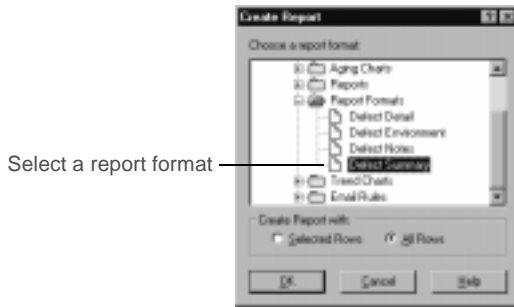 Create Report
Choose a report format:
Aging Charts
Reports
Report Formats
Defect Detail
Defect Environment
Defect Notes
Select a report format
Defect Summary
Trend Charts
Email Rules
Create Report with:
Selected Rows
All Rows
OK
Cancel
Help